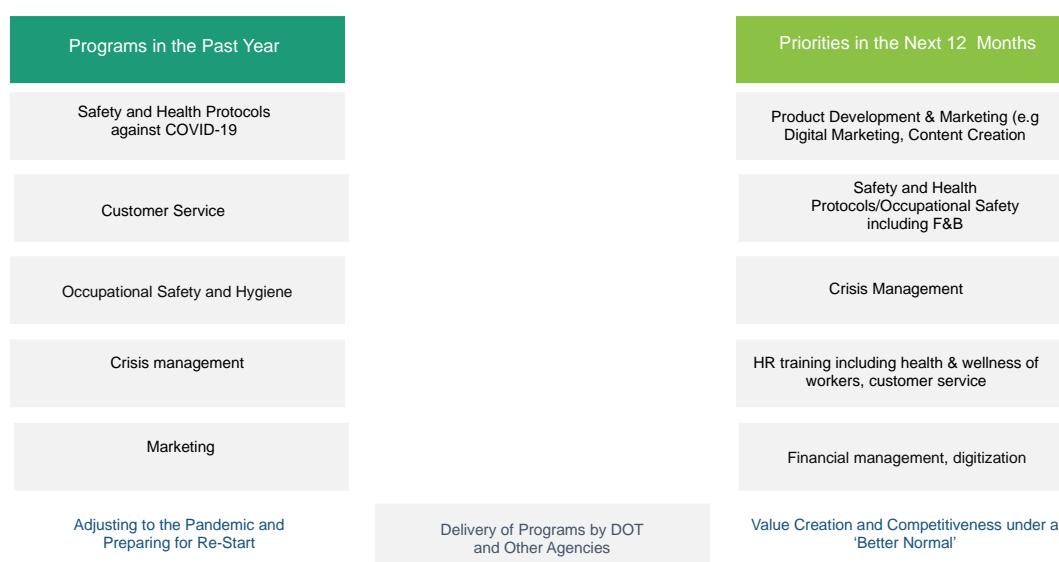 Programs in the Past Year
Safety and Health Protocols
against COVID-19
Customer Service
Occupational Safety and Hygiene
Crisis management
Marketing
Adjusting to the Pandemic and
Preparing for Re-Start
Delivery of Programs by DOT
and Other Agencies
Priorities in the Next 12 Months
Product Development & Marketing (e.g
Digital Marketing, Content Creation
Safety and Health
Protocols/Occupational Safety
including F&B
Crisis Management
HR training including health & wellness of
workers, customer service
Financial management, digitization
Value Creation and Competitiveness under a
‘Better Normal’